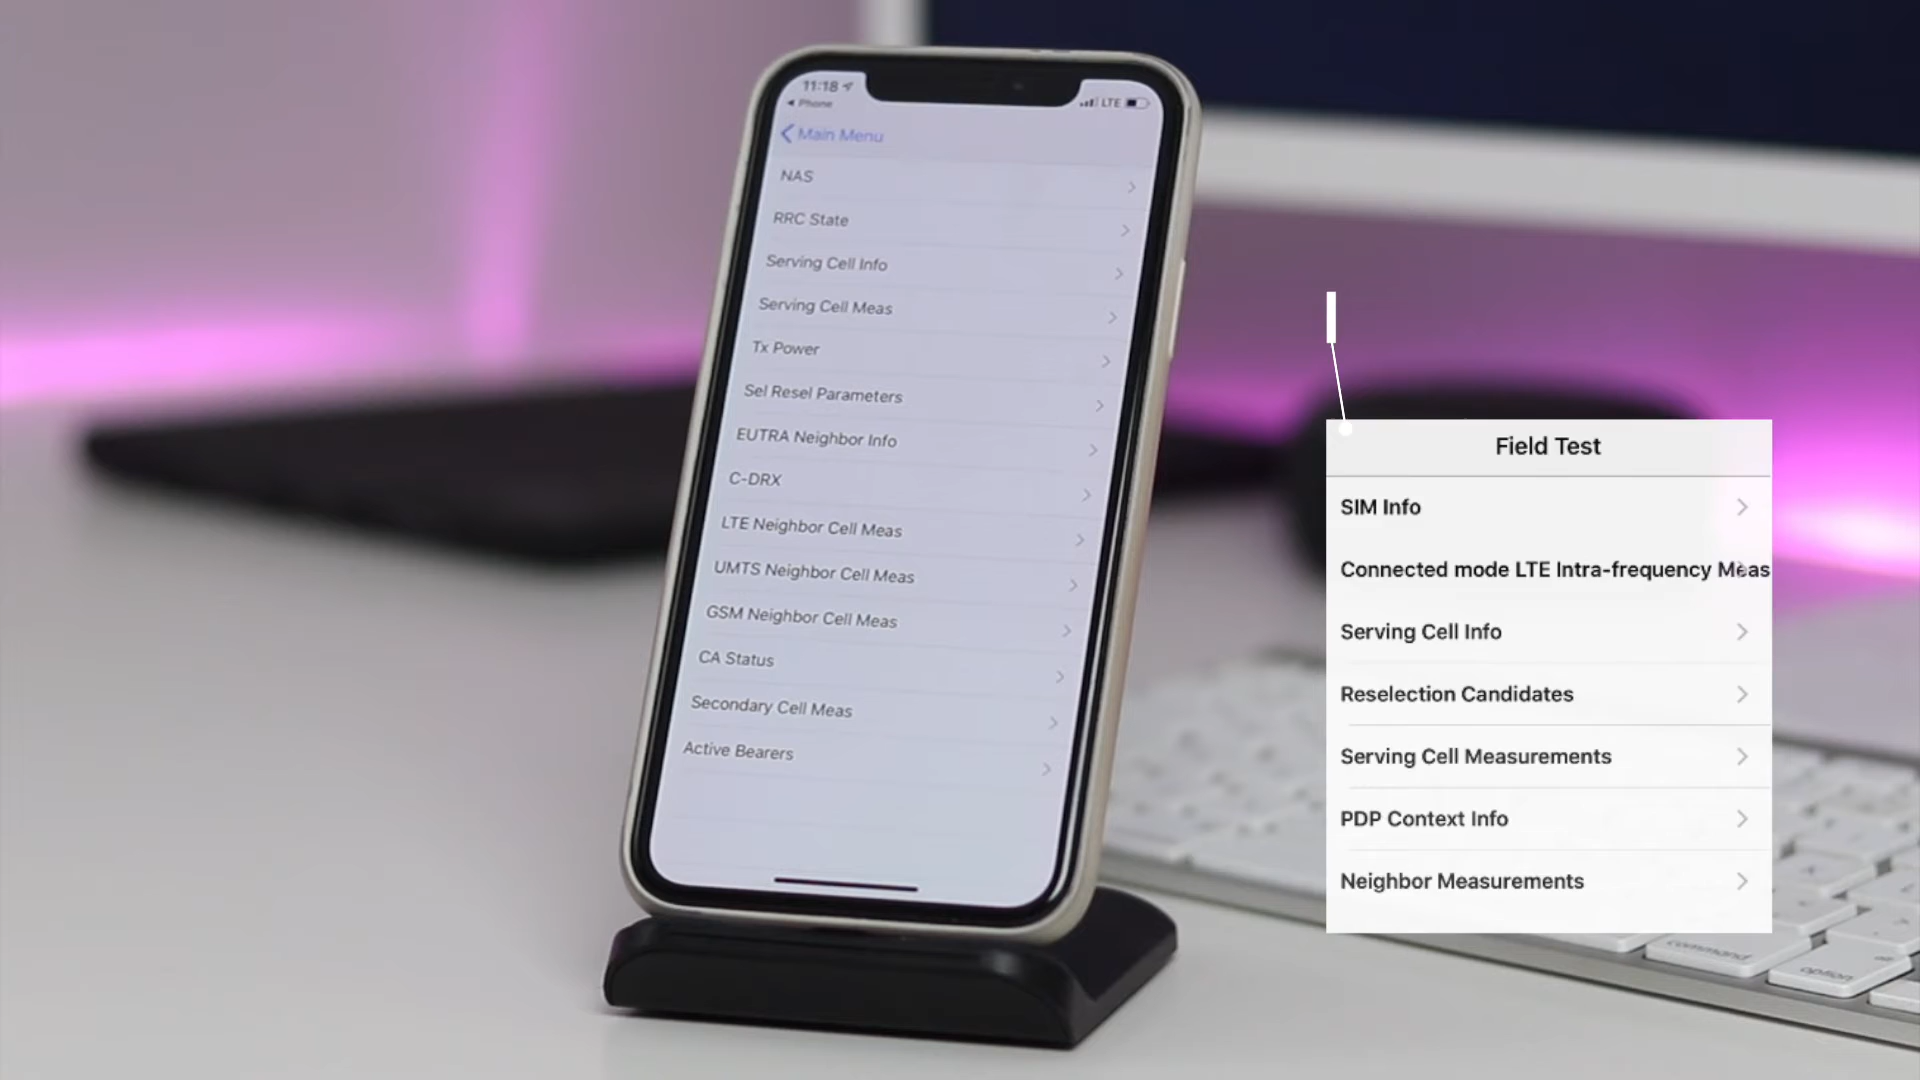 11:18
Phone
LTE
Main Menu
NAS
RRC State
Serving Cell Info
Serving Cell Meas
Tx Power
Sel Resel Parameters
EUTRA Neighbor Info
C-DRX
LTE Neighbor Cell Meas
UMTS Neighbor Cell Meas
GSM Neighbor Cell Meas
CA Status
Secondary Cell Meas
Active Bearers
Field Test
SIM Info
Connected mode LTE Intra-frequency Meas
Serving Cell Info
Reselection Candidates
Serving Cell Measurements
PDP Context Info
Neighbor Measurements
command
option